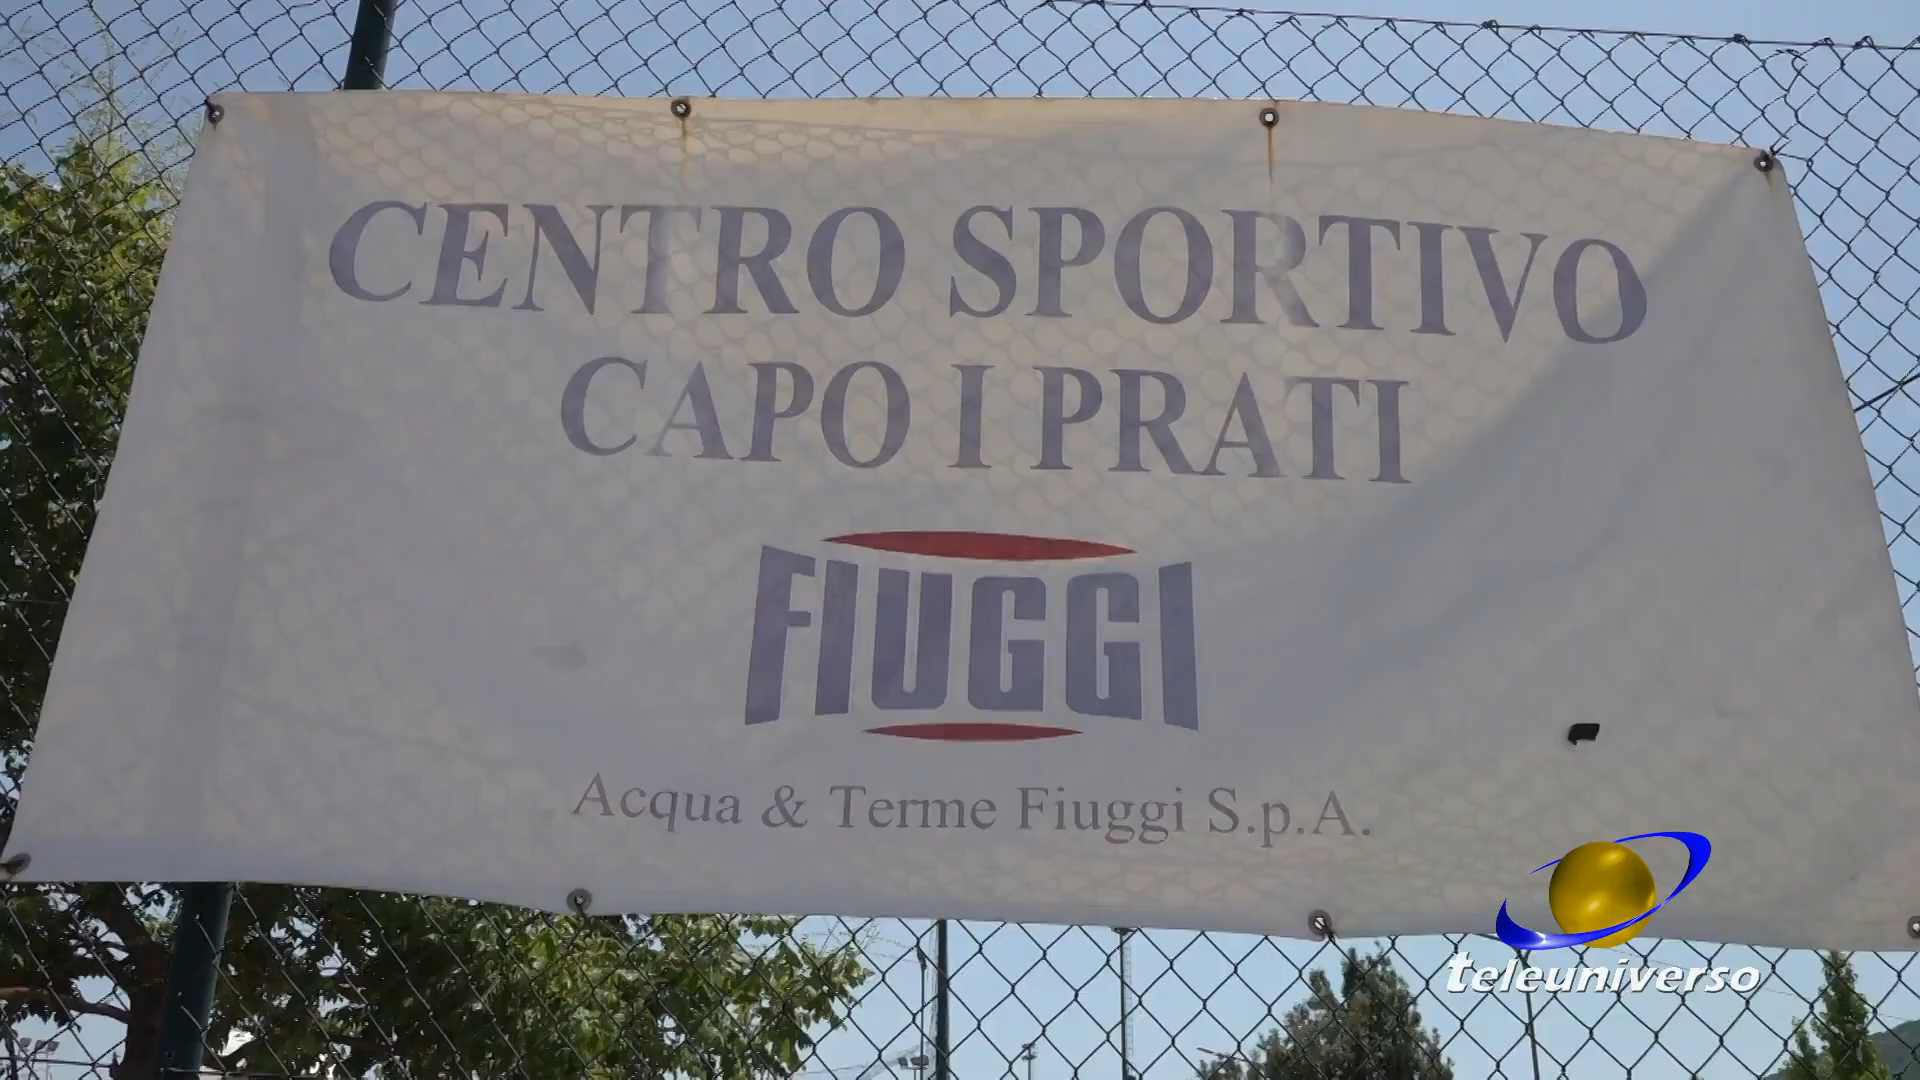 CENTRO SPORTIVO
CAPO I PRATI
FIUGGI
Acqua & Terme Fiuggi S.p.A.
teleuniverso